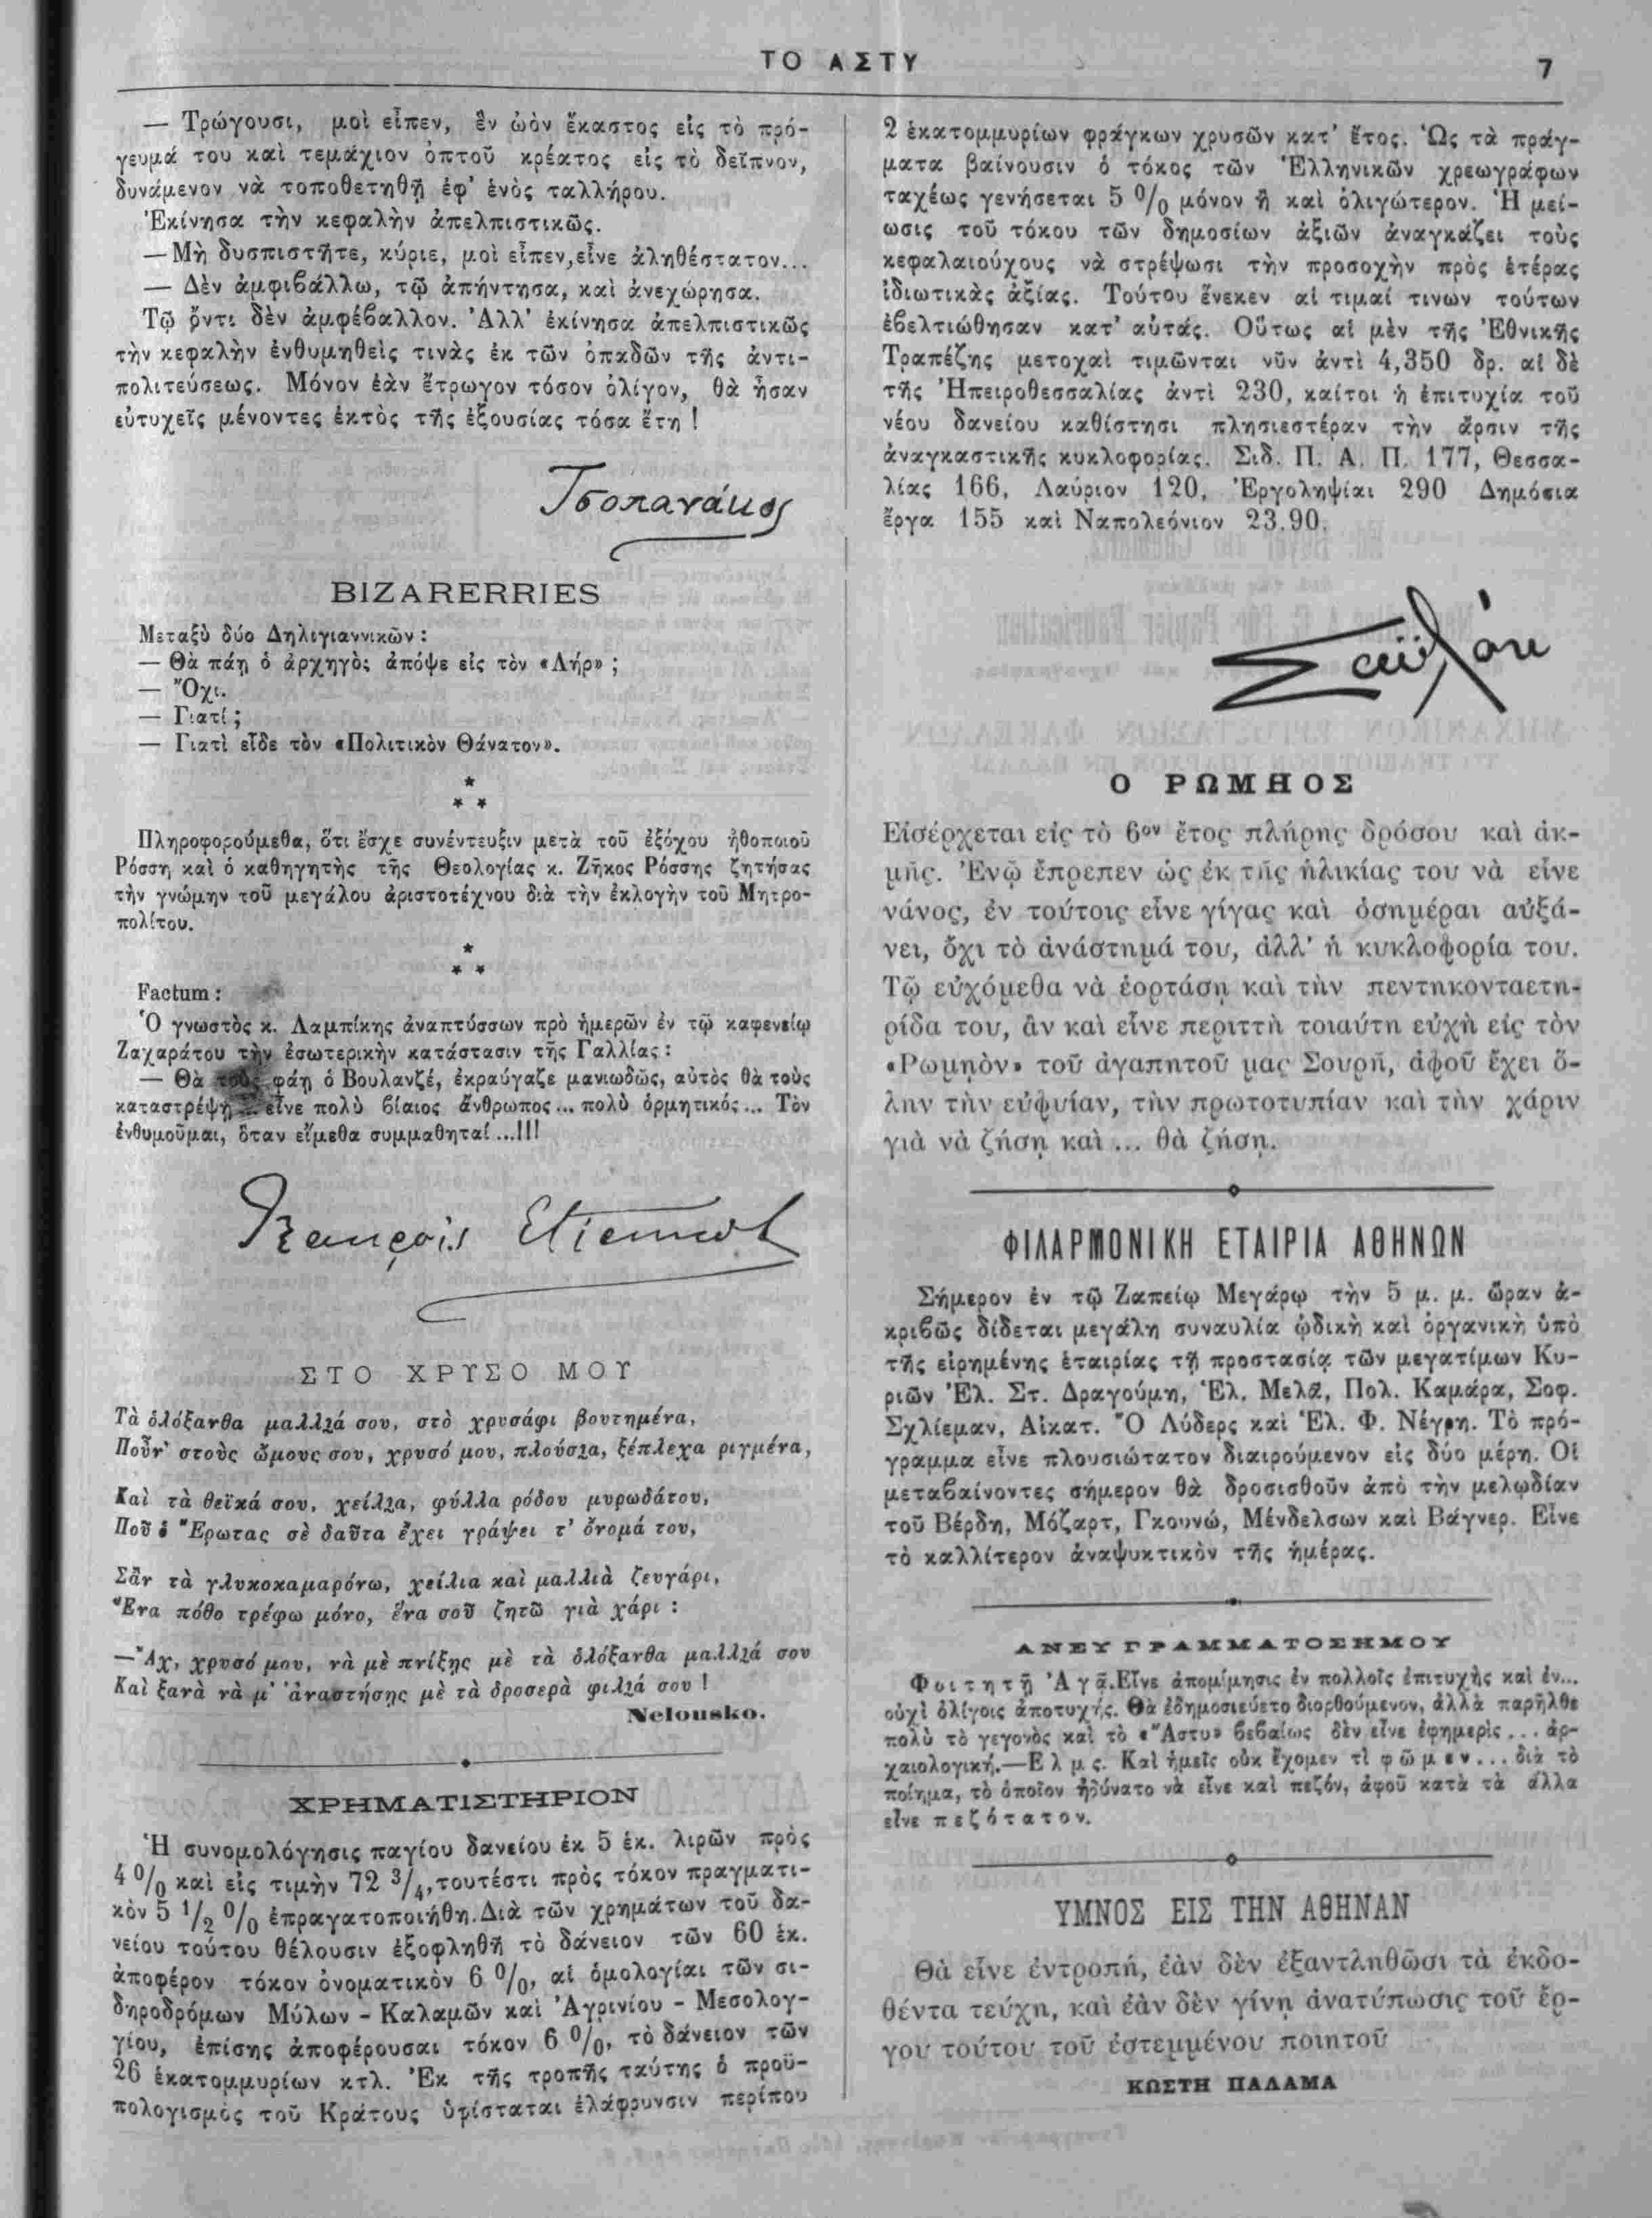 ΤΟ ΑΣΤΥ
7
— Τρώγουσι, μοὶ εἶπεν, ἓν ὠὸν ἕκαστος εἰς τὸ πρό-
γευμά του καὶ τεμάχιον ὀπτοῦ κρέατος εἰς τὸ δεῖπνον,
δυνάμενον νὰ τοποθετηθῇ ἐφ' ἑνὸς ταλλήρου.
Ἐκίνησα τὴν κεφαλὴν ἀπελπιστικῶς.
— Μὴ δυσπιστῆτε, κύριε, μοὶ εἶπεν, εἶνε ἀληθέστατον...
— Δὲν ἀμφιβάλλω, τῷ ἀπήντησα, καὶ ἀνεχώρησα.
Τῷ ὄντι δὲν ἀμφέβαλλον. Ἀλλ' ἐκίνησα ἀπελπιστικῶς
τὴν κεφαλὴν ἐνθυμηθεὶς τινὰς ἐκ τῶν ὀπαδῶν τῆς ἀντι-
πολιτεύσεως. Μόνον ἐὰν ἔτρωγον τόσον ὀλίγον, θὰ ἦσαν
εὐτυχεῖς μένοντες ἐκτὸς τῆς ἐξουσίας τόσα ἔτη !
Τσοπανάκος
BIZARERRIES
Μεταξὺ δύο Δηλιγιαννικῶν :
— Θὰ πάῃ ὁ ἀρχηγὸς ἀπόψε εἰς τὸν «Λήρ» ;
— Ὄχι.
— Γιατί ;
— Γιατὶ εἶδε τὸν «Πολιτικὸν Θάνατον».
Πληροφορούμεθα, ὅτι ἔσχε συνέντευξιν μετὰ τοῦ ἐξόχου ἠθοποιοῦ
Ρόσση καὶ ὁ καθηγητὴς τῆς Θεολογίας κ. Ζῆκος Ρόσσης ζητήσας
τὴν γνώμην τοῦ μεγάλου ἀριστοτέχνου διὰ τὴν ἐκλογὴν τοῦ Μητρο-
πολίτου.
Factum :
Ὁ γνωστὸς κ. Λαμπίκης ἀναπτύσσων πρὸ ἡμερῶν ἐν τῷ καφενείῳ
Ζαχαράτου τὴν ἐσωτερικὴν κατάστασιν τῆς Γαλλίας :
— Θὰ τοὺς φάῃ ὁ Βουλανζέ, ἐκραύγαζε μανιωδῶς, αὐτὸς θὰ τοὺς
καταστρέψῃ... εἶνε πολὺ βίαιος ἄνθρωπος... πολὺ ὁρμητικός... Τὸν
ἐνθυμοῦμαι, ὅταν εἴμεθα συμμαθηταί ...!!!
François
ΣΤΟ ΧΡΥΣΟ ΜΟΥ
Τὰ ὁλόξανθα μαλλιά σου, στὸ χρυσάφι βουτημένα,
Ποῦν' στοὺς ὤμους σου, χρυσό μου, πλούσια, ξέπλεχα ριγμένα,
Καὶ τὰ θεϊκά σου, χείλια, φύλλα ρόδου μυρωδάτου,
Ποῦ ὁ Ἔρωτας σὲ δαῦτα ἔχει γράψει τ' ὄνομά του,
Σὰν τὰ γλυκοκαμαρόνω, χείλια καὶ μαλλιὰ ζευγάρι,
Ἕνα πόθο τρέφω μόνο, ἕνα σοῦ ζητῶ γιὰ χάρι :
— Ἄχ, χρυσό μου, νὰ μὲ πνίξῃς μὲ τὰ ὁλόξανθα μαλλιά σου
Καὶ ξανὰ νὰ μ' ἀναστήσῃς μὲ τὰ δροσερὰ φιλιά σου !
Nelousko.
ΧΡΗΜΑΤΙΣΤΗΡΙΟΝ
Ἡ συνομολόγησις παγίου δανείου ἐκ 5 ἑκ. λιρῶν πρὸς
4 0/0 καὶ εἰς τιμὴν 72 3/4, τουτέστι πρὸς τόκον πραγματι-
κὸν 5 1/2 0/0 ἐπραγατοποιήθη. Διὰ τῶν χρημάτων τοῦ δα-
νείου τούτου θέλουσιν ἐξοφληθῆ τὸ δάνειον τῶν 60 ἑκ.
ἀποφέρον τόκον ὀνοματικὸν 6 0/0, αἱ ὁμολογίαι τῶν σι-
δηροδρόμων Μύλων - Καλαμῶν καὶ Ἀγρινίου - Μεσολογ-
γίου, ἐπίσης ἀποφέρουσαι τόκον 6 0/0, τὸ δάνειον τῶν
26 ἑκατομμυρίων κτλ. Ἐκ τῆς τροπῆς ταύτης ὁ προϋ-
πολογισμὸς τοῦ Κράτους ὑφίσταται ἐλάφρυνσιν περίπου
2 ἑκατομμυρίων φράγκων χρυσῶν κατ' ἔτος. Ὡς τὰ πράγ-
ματα βαίνουσιν ὁ τόκος τῶν Ἑλληνικῶν χρεωγράφων
ταχέως γενήσεται 5 0/0 μόνον ἢ καὶ ὀλιγώτερον. Ἡ μεί-
ωσις τοῦ τόκου τῶν δημοσίων ἀξιῶν ἀναγκάζει τοὺς
κεφαλαιούχους νὰ στρέψωσι τὴν προσοχὴν πρὸς ἑτέρας
ἰδιωτικὰς ἀξίας. Τούτου ἕνεκεν αἱ τιμαί τινων τούτων
ἐβελτιώθησαν κατ' αὐτάς. Οὕτως αἱ μὲν τῆς Ἐθνικῆς
Τραπέζης μετοχαὶ τιμῶνται νῦν ἀντὶ 4,350 δρ. αἱ δὲ
τῆς Ἠπειροθεσσαλίας ἀντὶ 230, καίτοι ἡ ἐπιτυχία τοῦ
νέου δανείου καθίστησι πλησιεστέραν τὴν ἄρσιν τῆς
ἀναγκαστικῆς κυκλοφορίας. Σιδ. Π. Α. Π. 177, Θεσσα-
λίας 166, Λαύριον 120, Ἐργοληψίαι 290 Δημόσια
ἔργα 155 καὶ Ναπολεόνιον 23.90.
Σαϋλὸκ
Ο ΡΩΜΗΟΣ
Εἰσέρχεται εἰς τὸ 6ον ἔτος πλήρης δρόσου καὶ ἀκ-
μῆς. Ἐνῷ ἔπρεπεν ὡς ἐκ τῆς ἡλικίας του νὰ εἶνε
νάνος, ἐν τούτοις εἶνε γίγας καὶ ὁσημέραι αὐξά-
νει, ὄχι τὸ ἀνάστημά του, ἀλλ' ἡ κυκλοφορία του.
Τῷ εὐχόμεθα νὰ ἑορτάσῃ καὶ τὴν πεντηκονταετη-
ρίδα του, ἂν καὶ εἶνε περιττὴ τοιαύτη εὐχὴ εἰς τὸν
«Ρωμηὸν» τοῦ ἀγαπητοῦ μας Σουρῆ, ἀφοῦ ἔχει ὅ-
λην τὴν εὐφυίαν, τὴν πρωτοτυπίαν καὶ τὴν χάριν
γιὰ νὰ ζήσῃ καὶ ... θὰ ζήσῃ.
ΦΙΛΑΡΜΟΝΙΚΗ ΕΤΑΙΡΙΑ ΑΘΗΝΩΝ
Σήμερον ἐν τῷ Ζαπείῳ Μεγάρῳ τὴν 5 μ. μ. ὥραν ἀ-
κριβῶς δίδεται μεγάλη συναυλία ᾠδικὴ καὶ ὀργανικὴ ὑπὸ
τῆς εἰρημένης ἑταιρίας τῇ προστασίᾳ τῶν μεγατίμων Κυ-
ριῶν Ἑλ. Στ. Δραγούμη, Ἑλ. Μελᾶ, Πολ. Καμάρα, Σοφ.
Σχλίεμαν, Αἰκατ. Ὂ Λύδερς καὶ Ἑλ. Φ. Νέγρη. Τὸ πρό-
γραμμα εἶνε πλουσιώτατον διαιρούμενον εἰς δύο μέρη. Οἱ
μεταβαίνοντες σήμερον θὰ δροσισθοῦν ἀπὸ τὴν μελῳδίαν
τοῦ Βέρδη, Μόζαρτ, Γκουνώ, Μένδελσων καὶ Βάγνερ. Εἶνε
τὸ καλλίτερον ἀναψυκτικὸν τῆς ἡμέρας.
ΑΝΕΥ ΓΡΑΜΜΑΤΟΣΗΜΟΥ
Φοιτητῇ Ἀγᾷ. Εἶνε ἀπομίμησις ἐν πολλοῖς ἐπιτυχὴς καὶ ἐν...
οὐχὶ ὀλίγοις ἀποτυχής. Θὰ ἐδημοσιεύετο διορθούμενον, ἀλλὰ παρῆλθε
πολὺ τὸ γεγονὸς καὶ τὸ «Ἄστυ» βεβαίως δὲν εἶνε ἐφημερὶς ... ἀρ-
χαιολογική.—Ελμς. Καὶ ἡμεῖς οὐκ ἔχομεν τὶ φῶμεν... διὰ τὸ
ποίημα, τὸ ὁποῖον ἠδύνατο νὰ εἶνε καὶ πεζόν, ἀφοῦ κατὰ τὰ ἄλλα
εἶνε πεζότατον.
ΥΜΝΟΣ ΕΙΣ ΤΗΝ ΑΘΗΝΑΝ
Θὰ εἶνε ἐντροπή, ἐὰν δὲν ἐξαντληθῶσι τὰ ἐκδο-
θέντα τεύχη, καὶ ἐὰν δὲν γίνῃ ἀνατύπωσις τοῦ ἔρ-
γου τούτου τοῦ ἐστεμμένου ποιητοῦ
ΚΩΣΤΗ ΠΑΛΑΜΑ